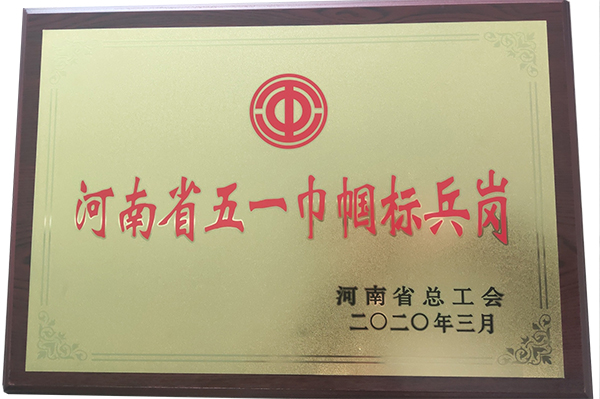 河南省五一巾帼标兵岗
河南省总工会
二〇二〇年三月